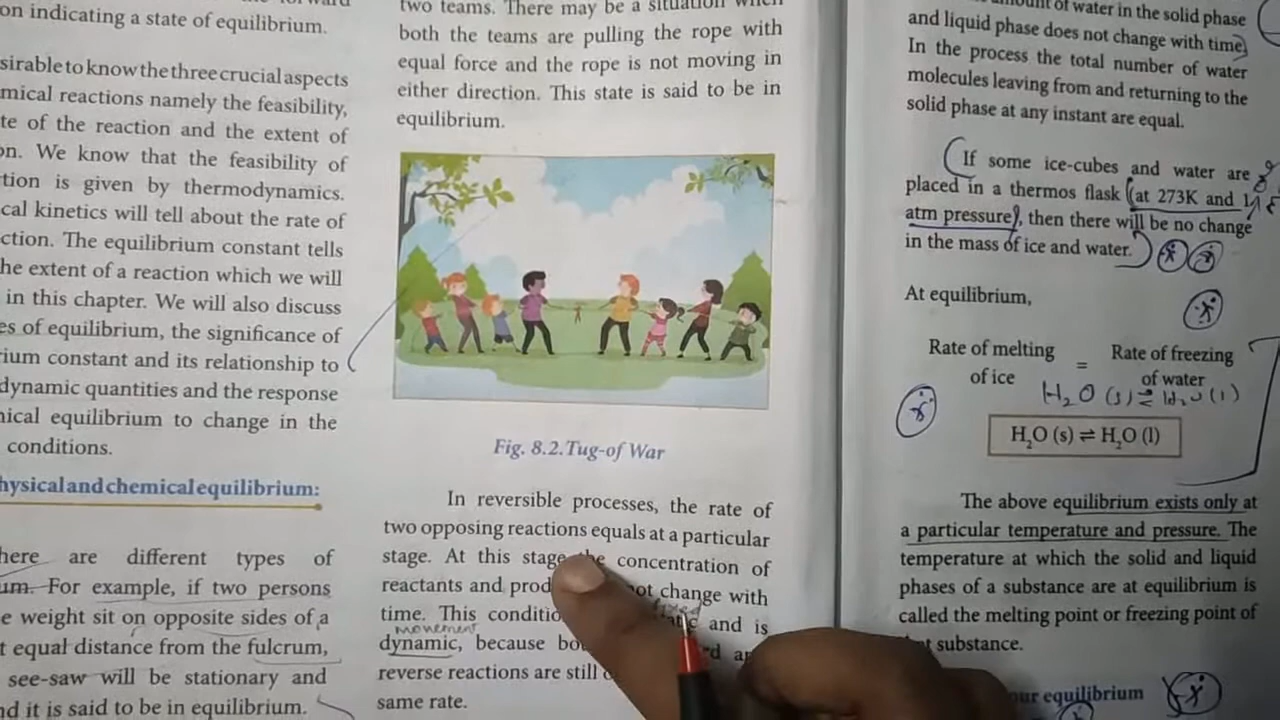 on indicating a state of equilibrium.
sirable to know the three crucial aspects
mical reactions namely the feasibility,
te of the reaction and the extent of
on. We know that the feasibility of
tion is given by thermodynamics.
cal kinetics will tell about the rate of
ction. The equilibrium constant tells
he extent of a reaction which we will
in this chapter. We will also discuss
es of equilibrium, the significance of
rium constant and its relationship to
dynamic quantities and the response
nical equilibrium to change in the
conditions.
hysical and chemical equilibrium:
here are different types of
um. For example, if two persons
e weight sit on opposite sides of a
t equal distance from the fulcrum,
see-saw will be stationary and
nd it is said to be in equilibrium.
two teams. There may be a situation when
both the teams are pulling the rope with
equal force and the rope is not moving in
either direction. This state is said to be in
equilibrium.
Fig. 8.2. Tug-of War
In reversible processes, the rate of
two opposing reactions equals at a particular
stage. At this stage the concentration of
reactants and prod not change with
fixed
time. This conditio tic and is
monement
dynamic, because bo rd an
reverse reactions are still
same rate.
amount of water in the solid phase
and liquid phase does not change with time
In the process the total number of water
molecules leaving from and returning to the
solid phase at any instant are equal.
If some ice-cubes and water are
placed in a thermos flask (at 273K and 1
atm pressure), then there will be no change
in the mass of ice and water.
At equilibrium,
Rate of melting of ice = Rate of freezing of water
H₂O (s) ⇌ H₂O (l)
H₂O (s) ⇌ H₂O (l)
The above equilibrium exists only at
a particular temperature and pressure. The
temperature at which the solid and liquid
phases of a substance are at equilibrium is
called the melting point or freezing point of
substance.
our equilibrium